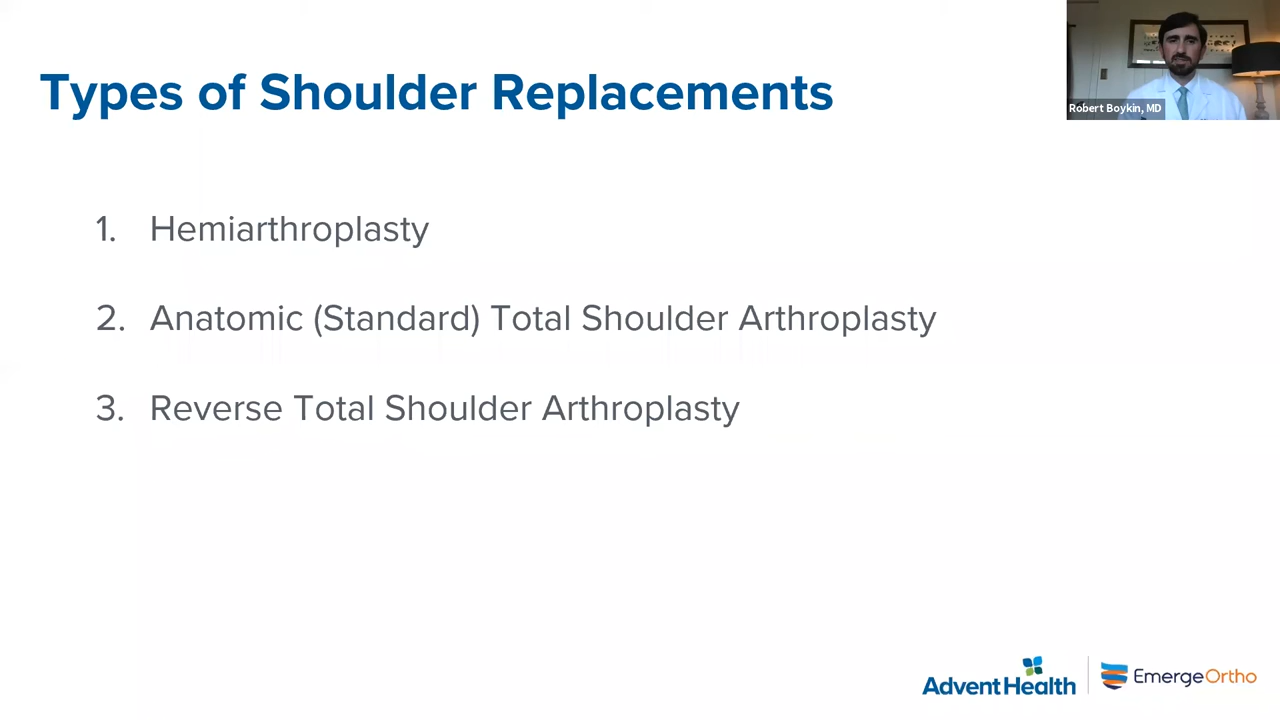 Types of Shoulder Replacements
Robert Boykin, MD
1. Hemiarthroplasty
2. Anatomic (Standard) Total Shoulder Arthroplasty
3. Reverse Total Shoulder Arthroplasty
AdventHealth
EmergeOrtho